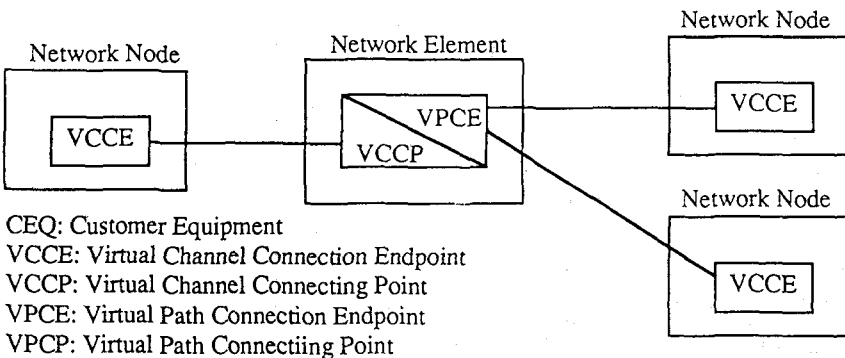 Network Node
Network Element
Network Node
VCCE
VPCE
VCCP
VCCE
Network Node
VCCE
CEQ: Customer Equipment
VCCE: Virtual Channel Connection Endpoint
VCCP: Virtual Channel Connecting Point
VPCE: Virtual Path Connection Endpoint
VPCP: Virtual Path Connectiing Point